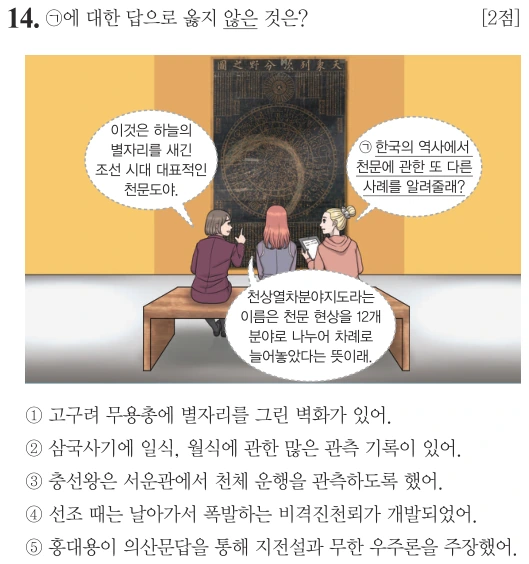 14. ㉠에 대한 답으로 옳지 않은 것은? [2점]
天象列次分野之圖
이것은 하늘의
별자리를 새긴
조선 시대 대표적인
천문도야.
㉠ 한국의 역사에서
천문에 관한 또 다른
사례를 알려줄래?
천상열차분야지도라는
이름은 천문 현상을 12개
분야로 나누어 차례로
늘어놓았다는 뜻이래.
① 고구려 무용총에 별자리를 그린 벽화가 있어.
② 삼국사기에 일식, 월식에 관한 많은 관측 기록이 있어.
③ 충선왕은 서운관에서 천체 운행을 관측하도록 했어.
④ 선조 때는 날아가서 폭발하는 비격진천뢰가 개발되었어.
⑤ 홍대용이 의산문답을 통해 지전설과 무한 우주론을 주장했어.